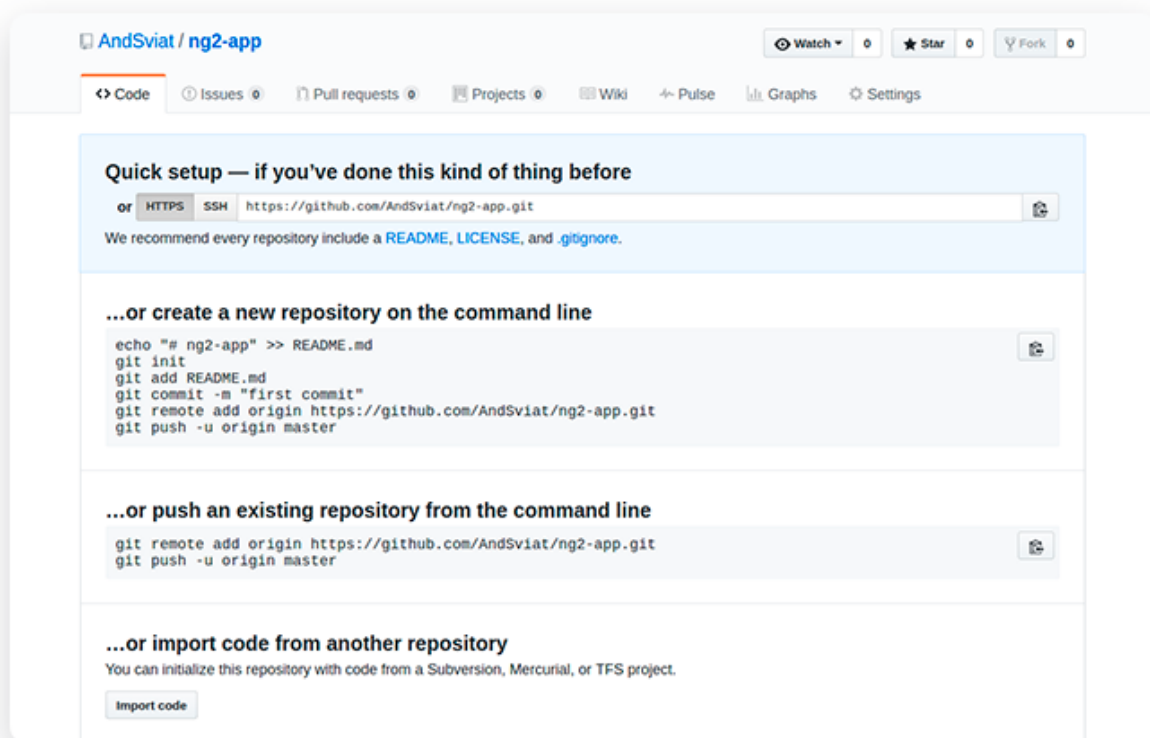 AndSviat / ng2-app
Watch 0 Star 0 Fork 0
Code Issues 0 Pull requests 0 Projects 0 Wiki Pulse Graphs Settings
Quick setup — if you’ve done this kind of thing before
or HTTPS SSH https://github.com/AndSviat/ng2-app.git
We recommend every repository include a README, LICENSE, and .gitignore.
…or create a new repository on the command line
echo "# ng2-app" >> README.md
git init
git add README.md
git commit -m "first commit"
git remote add origin https://github.com/AndSviat/ng2-app.git
git push -u origin master
…or push an existing repository from the command line
git remote add origin https://github.com/AndSviat/ng2-app.git
git push -u origin master
…or import code from another repository
You can initialize this repository with code from a Subversion, Mercurial, or TFS project.
Import code